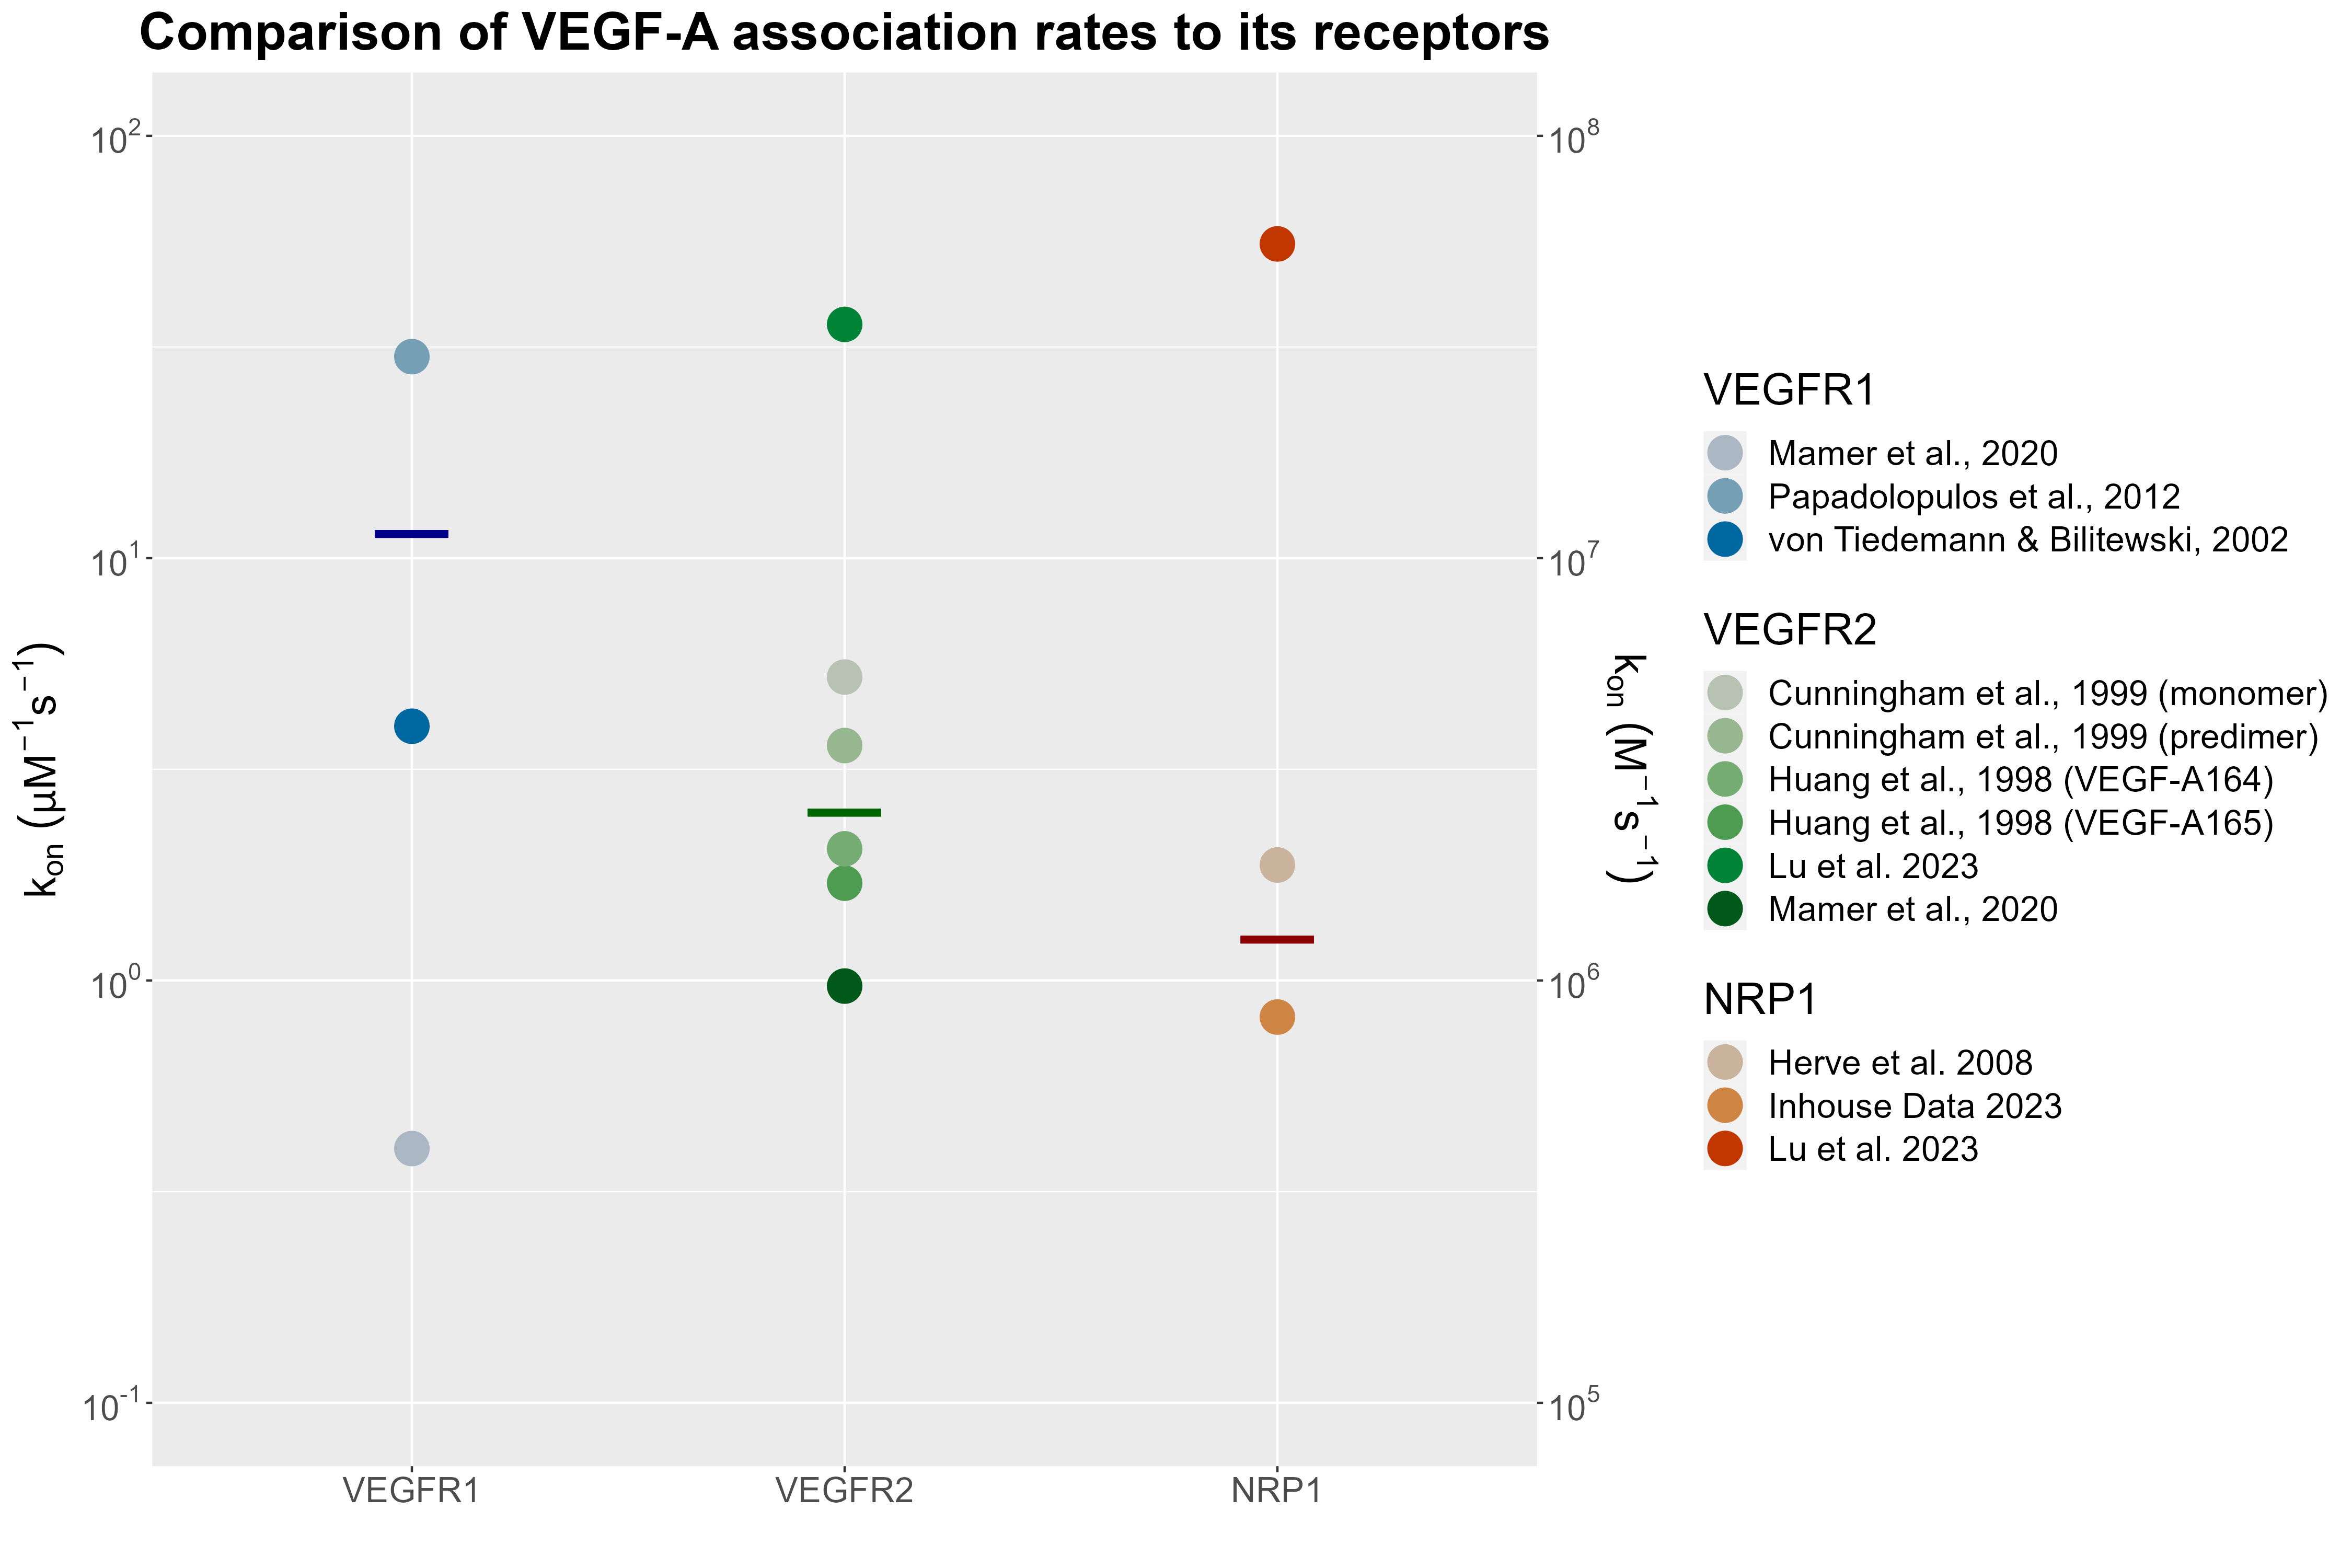 Comparison of VEGF-A association rates to its receptors
10²
10¹
10⁰
10⁻¹
kₒₙ (µM⁻¹s⁻¹)
10⁸
10⁷
10⁶
10⁵
kₒₙ (M⁻¹s⁻¹)
VEGFR1
VEGFR2
NRP1
VEGFR1
Mamer et al., 2020
Papadolopulos et al., 2012
von Tiedemann & Bilitewski, 2002
VEGFR2
Cunningham et al., 1999 (monomer)
Cunningham et al., 1999 (predimer)
Huang et al., 1998 (VEGF-A164)
Huang et al., 1998 (VEGF-A165)
Lu et al. 2023
Mamer et al., 2020
NRP1
Herve et al. 2008
Inhouse Data 2023
Lu et al. 2023